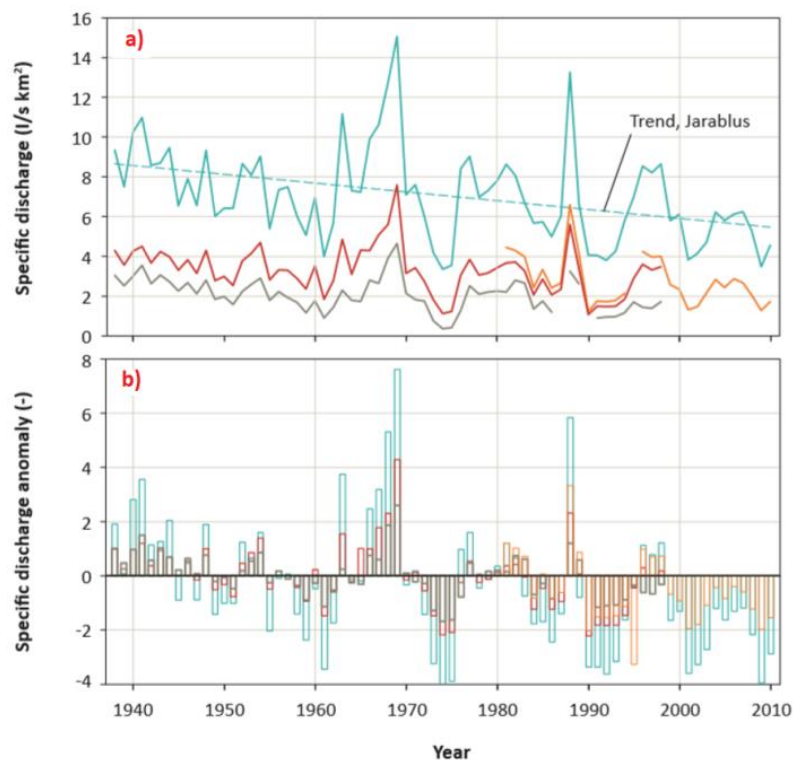 a)
Specific discharge (l/s km²)
16
14
12
10
8
6
4
2
0
Trend, Jarablus
b)
Specific discharge anomaly (-)
8
6
4
2
0
-2
-4
1940 1950 1960 1970 1980 1990 2000 2010
Year